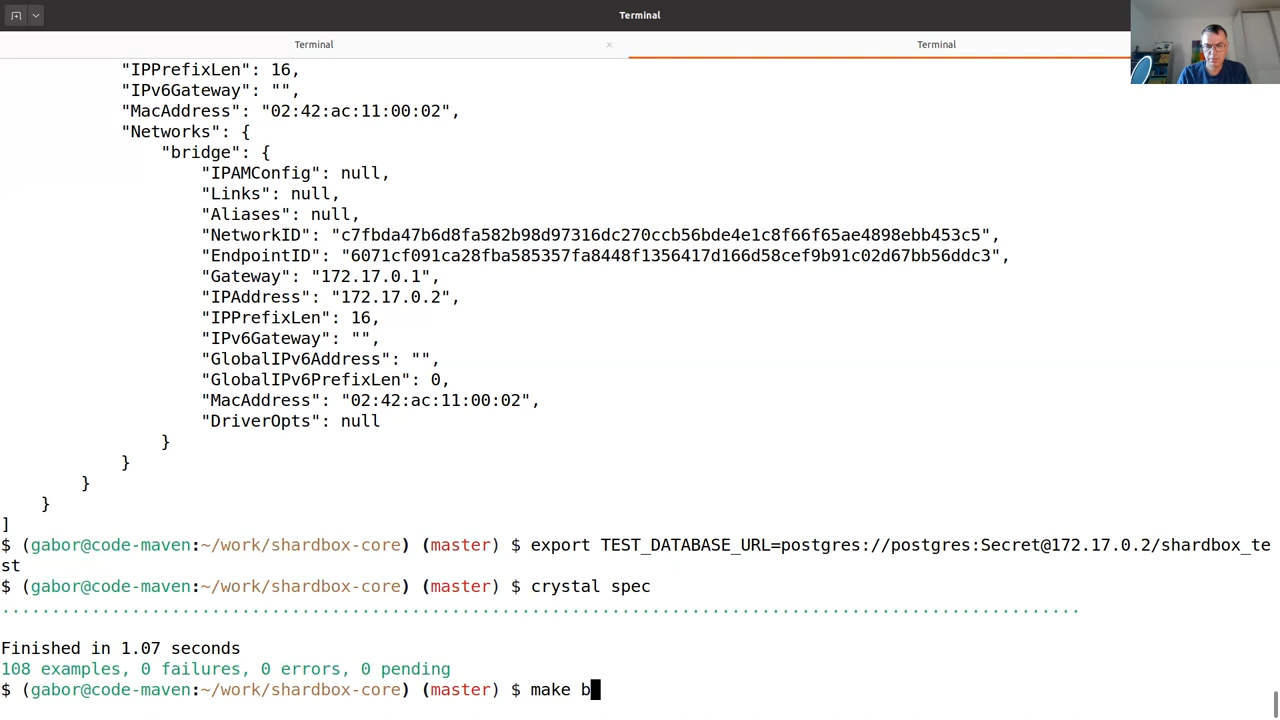 Terminal
Terminal × Terminal
"IPPrefixLen": 16,
"IPv6Gateway": "",
"MacAddress": "02:42:ac:11:00:02",
"Networks": {
"bridge": {
"IPAMConfig": null,
"Links": null,
"Aliases": null,
"NetworkID": "c7fbda47b6d8fa582b98d97316dc270ccb56bde4e1c8f66f65ae4898ebb453c5",
"EndpointID": "6071cf091ca28fba585357fa8448f1356417d166d58cef9b91c02d67bb56ddc3",
"Gateway": "172.17.0.1",
"IPAddress": "172.17.0.2",
"IPPrefixLen": 16,
"IPv6Gateway": "",
"GlobalIPv6Address": "",
"GlobalIPv6PrefixLen": 0,
"MacAddress": "02:42:ac:11:00:02",
"DriverOpts": null
}
}
}
}
]
$ (gabor@code-maven:~/work/shardbox-core) (master) $ export TEST_DATABASE_URL=postgres://postgres:Secret@172.17.0.2/shardbox_te
st
$ (gabor@code-maven:~/work/shardbox-core) (master) $ crystal spec
............................................................................................................
Finished in 1.07 seconds
108 examples, 0 failures, 0 errors, 0 pending
$ (gabor@code-maven:~/work/shardbox-core) (master) $ make b